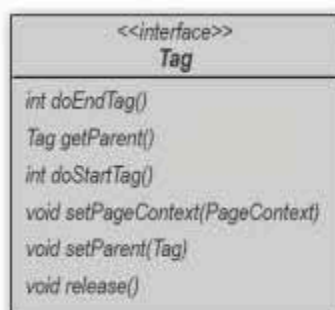 <<interface>>
Tag
int doEndTag()
Tag getParent()
int doStartTag()
void setPageContext(PageContext)
void setParent(Tag)
void release()